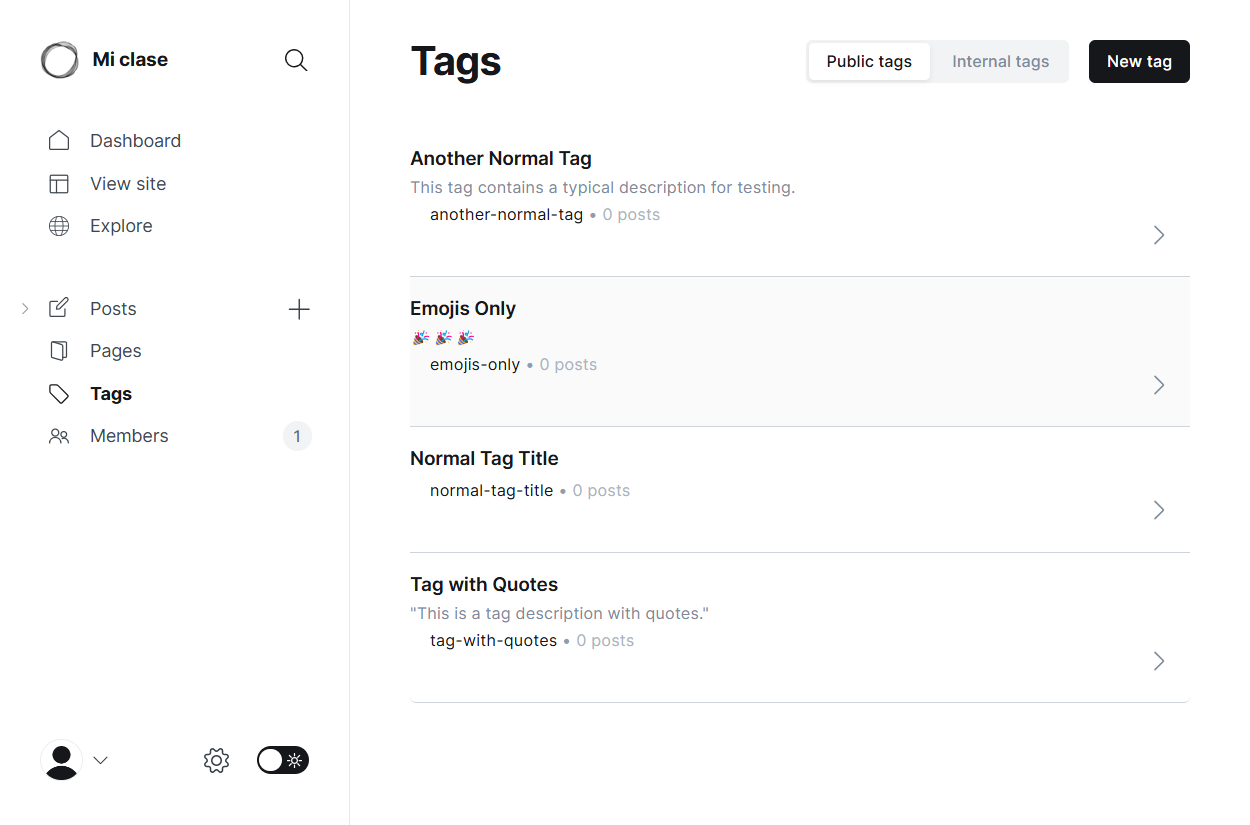 Mi clase
Dashboard
View site
Explore
Posts
Pages
Tags
Members
1
Tags
Public tags
Internal tags
New tag
Another Normal Tag
This tag contains a typical description for testing.
another-normal-tag • 0 posts
Emojis Only
🎉 🎉 🎉
emojis-only • 0 posts
Normal Tag Title
normal-tag-title • 0 posts
Tag with Quotes
"This is a tag description with quotes."
tag-with-quotes • 0 posts